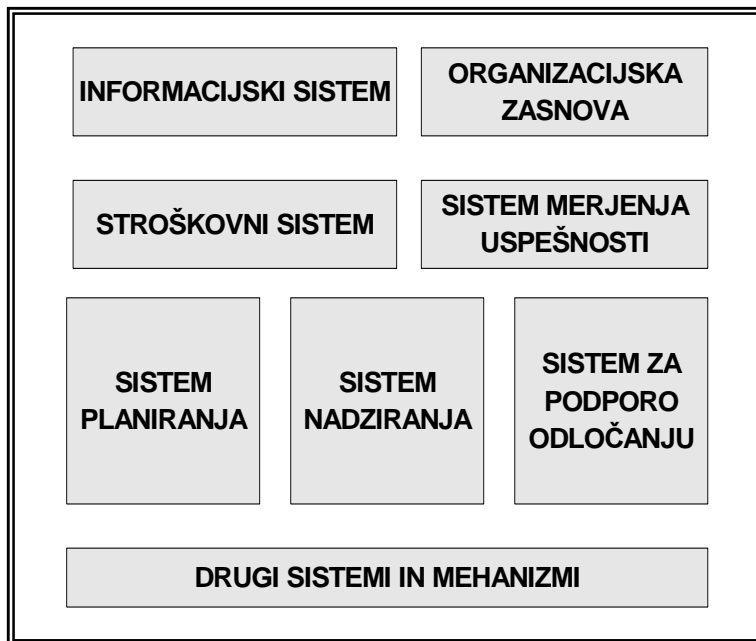 INFORMACIJSKI SISTEM
ORGANIZACIJSKA
ZASNOVA
STROŠKOVNI SISTEM
SISTEM MERJENJA
USPEŠNOSTI
SISTEM
PLANIRANJA
SISTEM
NADZIRANJA
SISTEM ZA
PODPORO
ODLOČANJU
DRUGI SISTEMI IN MEHANIZMI